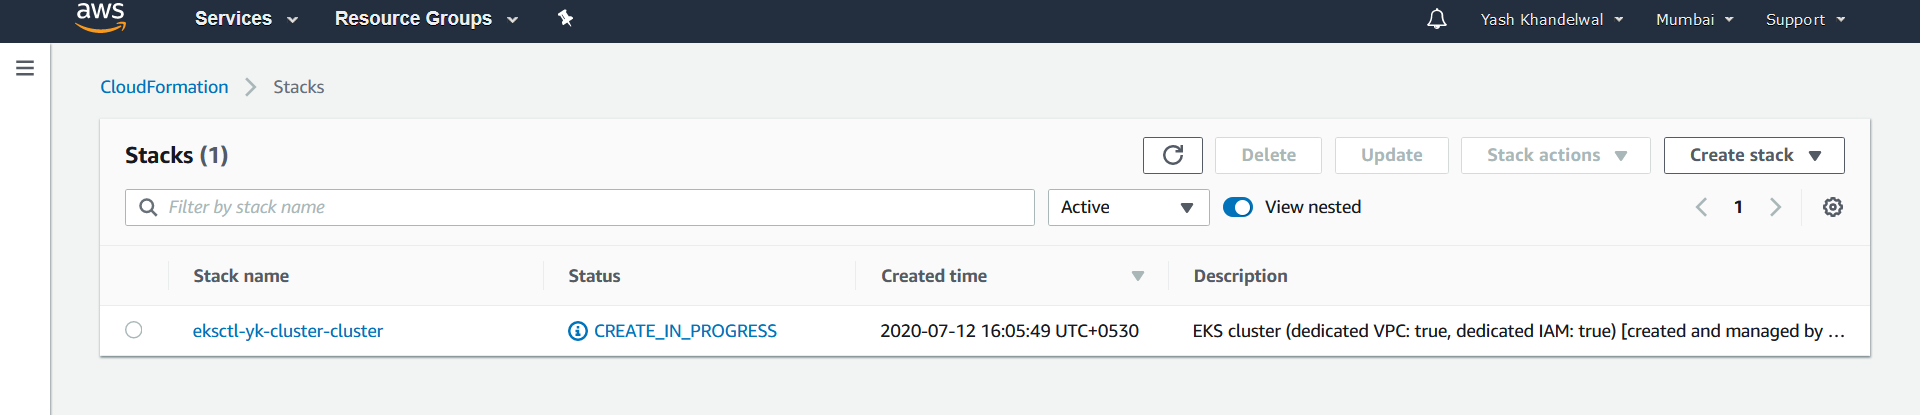 aws Services Resource Groups Yash Khandelwal Mumbai Support
CloudFormation Stacks
Stacks (1) Delete Update Stack actions Create stack
Filter by stack name Active View nested 1
Stack name Status Created time Description
eksctl-yk-cluster-cluster CREATE_IN_PROGRESS 2020-07-12 16:05:49 UTC+0530 EKS cluster (dedicated VPC: true, dedicated IAM: true) [created and managed by …